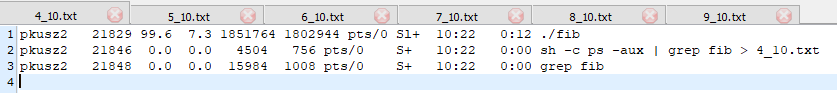 4_10.txt 5_10.txt 6_10.txt 7_10.txt 8_10.txt 9_10.txt
1 pkusz2 21829 99.6 7.3 1851764 1802944 pts/0 Sl+ 10:22 0:12 ./fib
2 pkusz2 21846 0.0 0.0 4504 756 pts/0 S+ 10:22 0:00 sh -c ps -aux | grep fib > 4_10.txt
3 pkusz2 21848 0.0 0.0 15984 1008 pts/0 S+ 10:22 0:00 grep fib
4